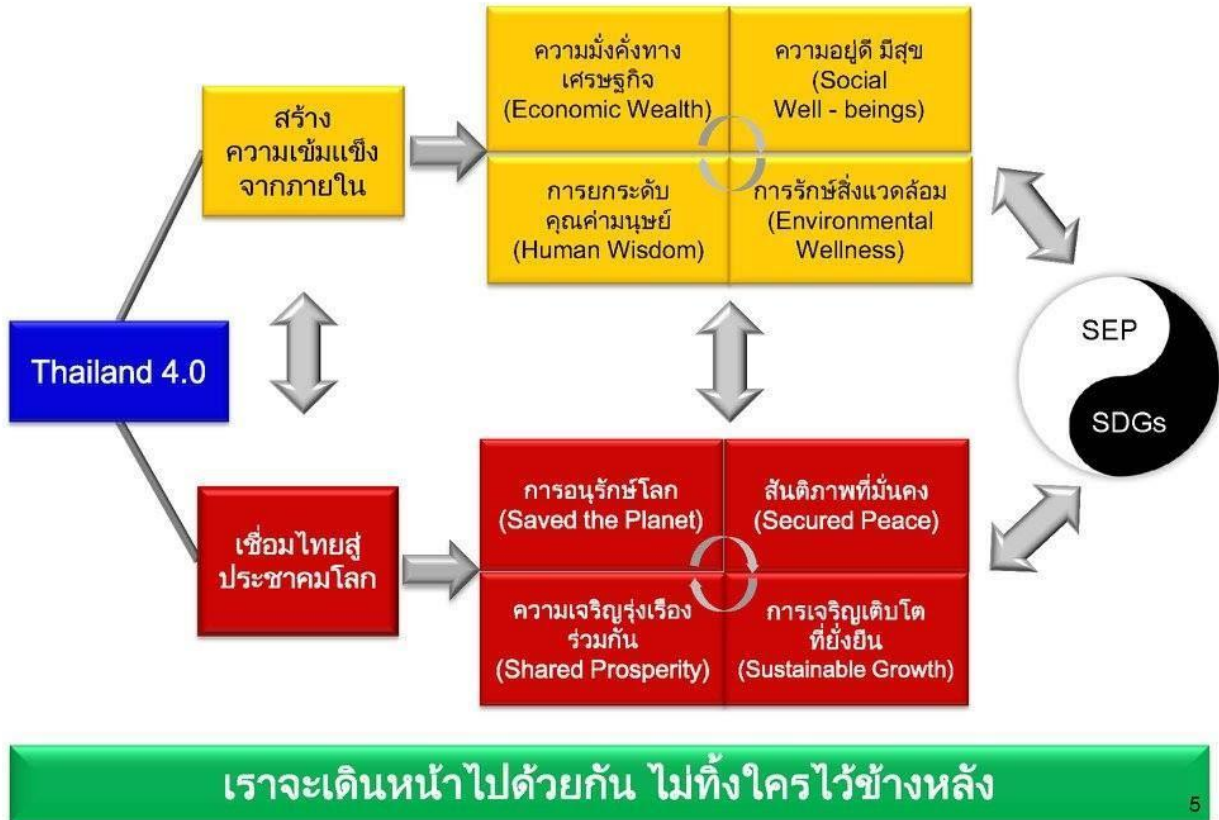 ความมั่งคั่งทาง
เศรษฐกิจ
(Economic Wealth)
ความอยู่ดี มีสุข
(Social
Well - beings)
สร้าง
ความเข้มแข็ง
จากภายใน
การยกระดับ
คุณค่ามนุษย์
(Human Wisdom)
การรักษ์สิ่งแวดล้อม
(Environmental
Wellness)
Thailand 4.0
SEP
SDGs
เชื่อมไทยสู่
ประชาคมโลก
การอนุรักษ์โลก
(Saved the Planet)
สันติภาพที่มั่นคง
(Secured Peace)
ความเจริญรุ่งเรือง
ร่วมกัน
(Shared Prosperity)
การเจริญเติบโต
ที่ยั่งยืน
(Sustainable Growth)
เราจะเดินหน้าไปด้วยกัน ไม่ทิ้งใครไว้ข้างหลัง
5